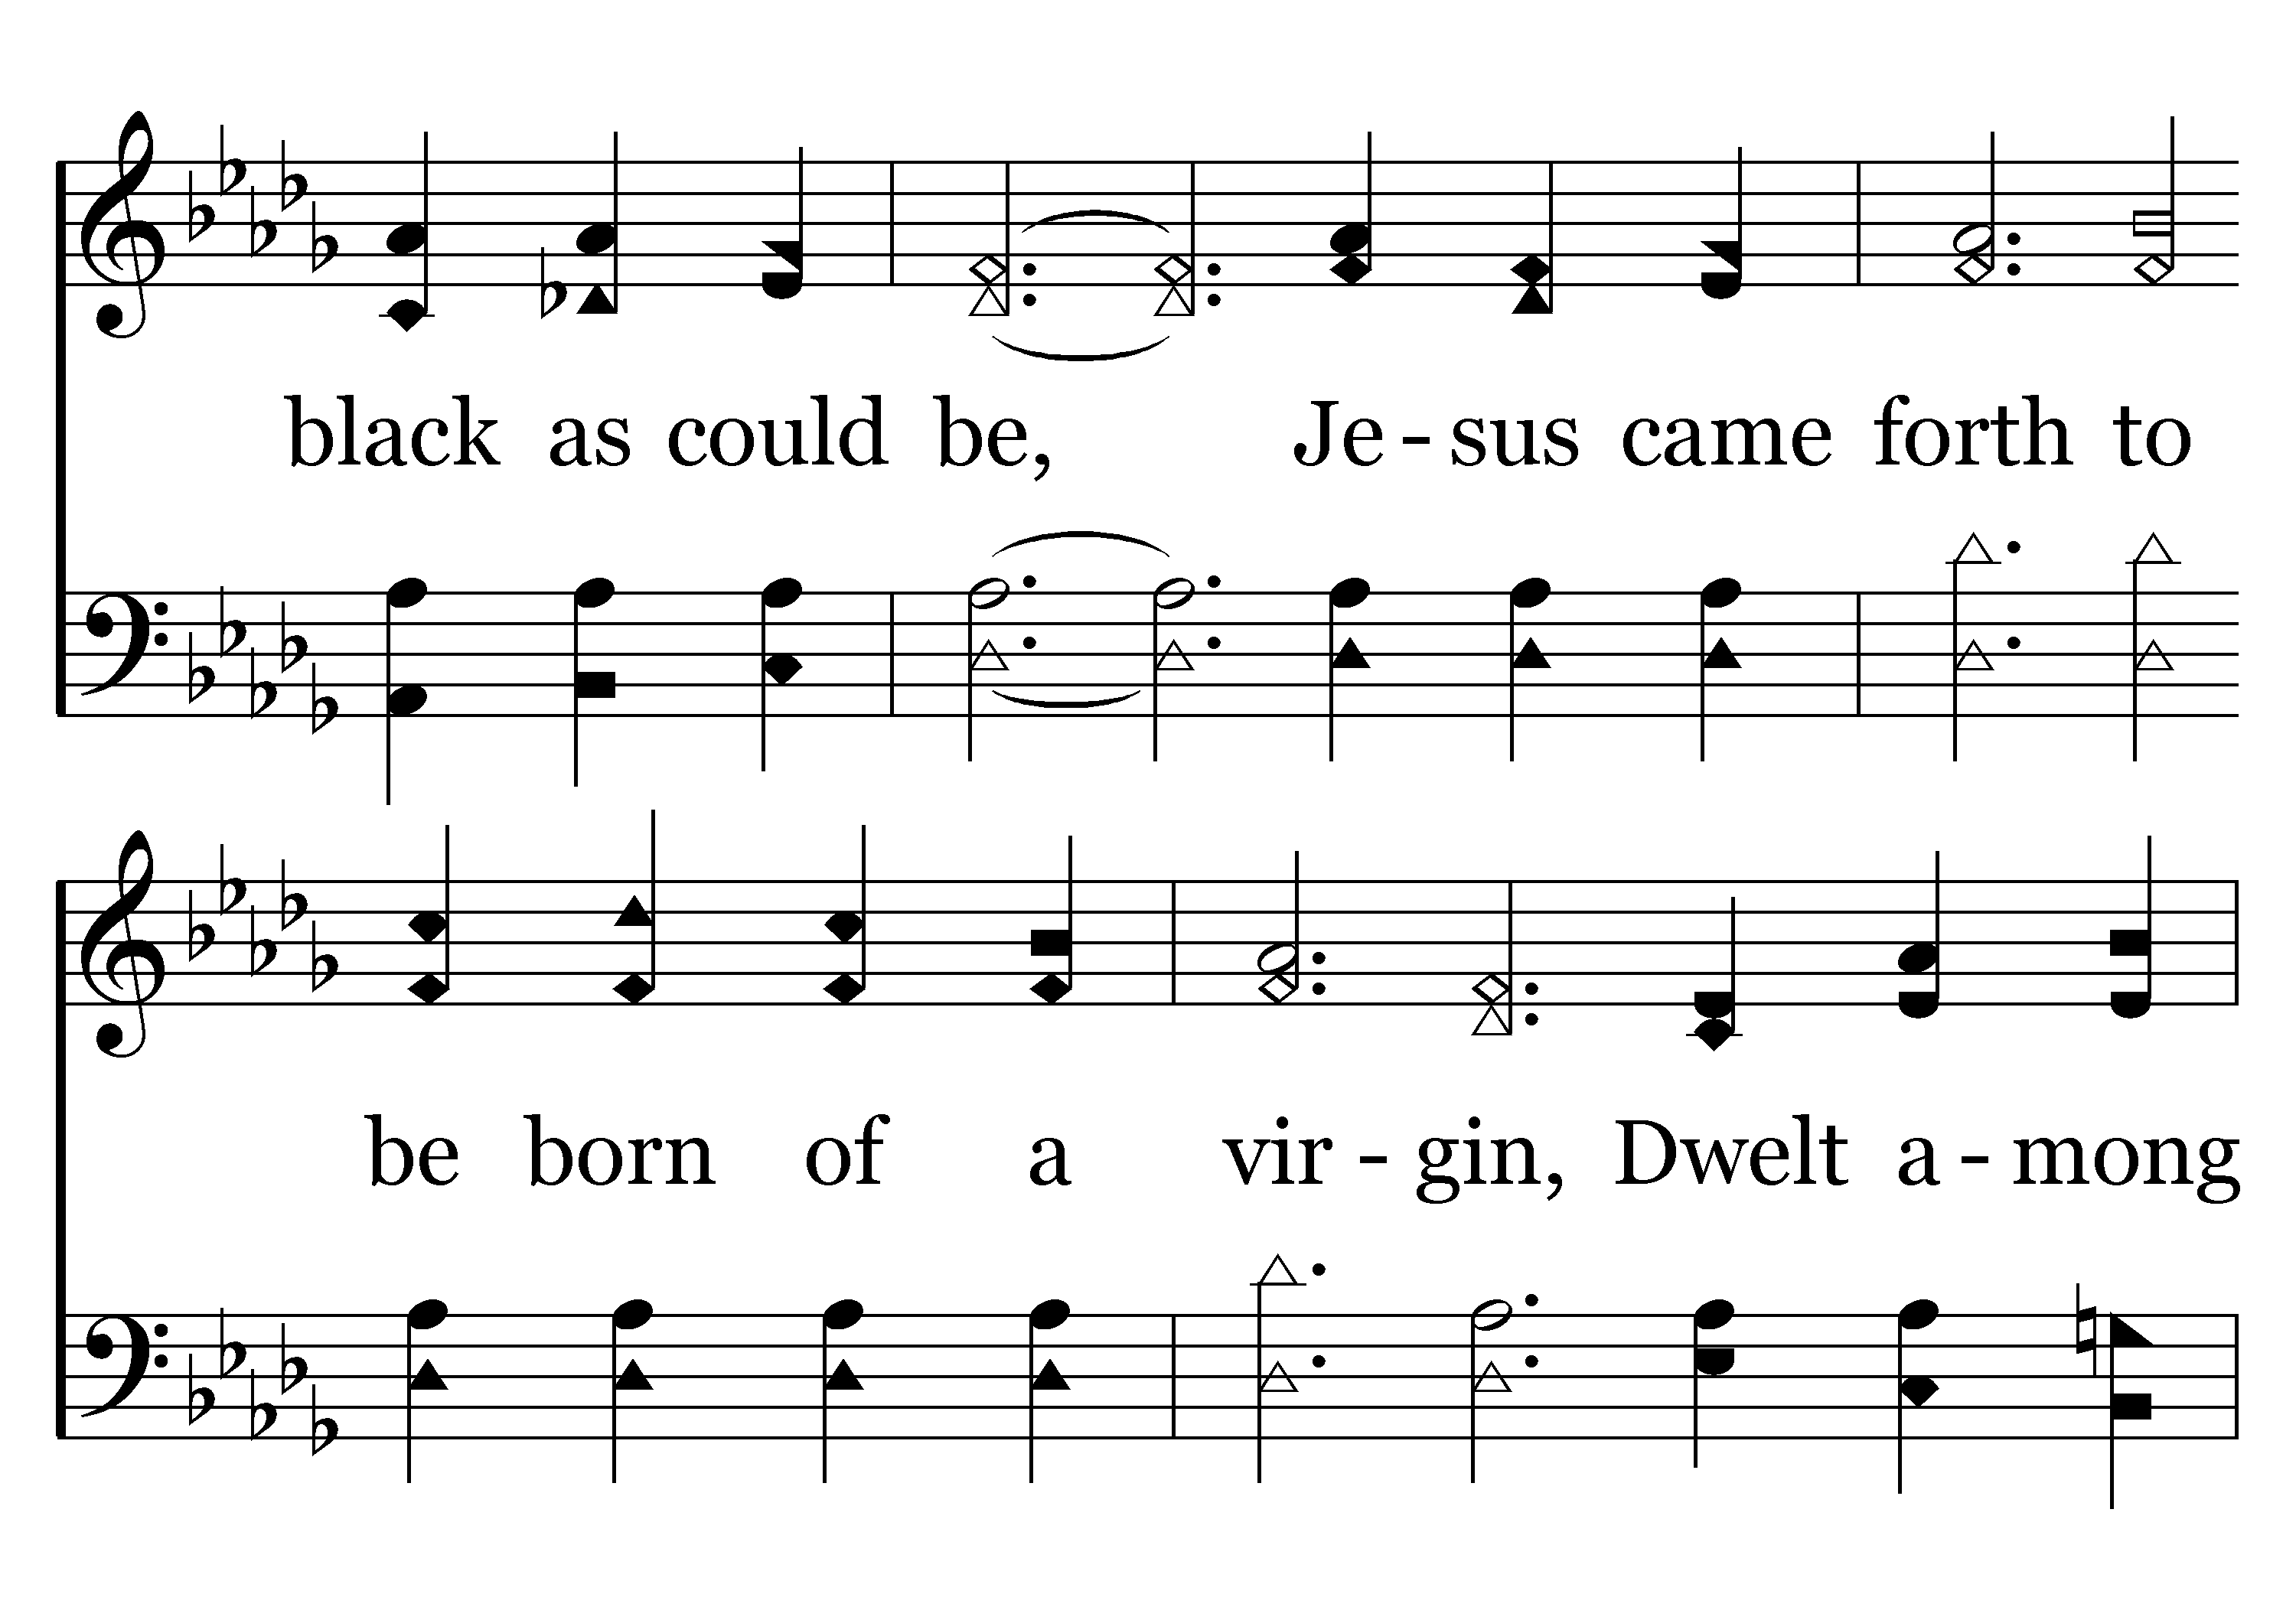 black as could be, Je - sus came forth to
be born of a vir - gin, Dwelt a - mong